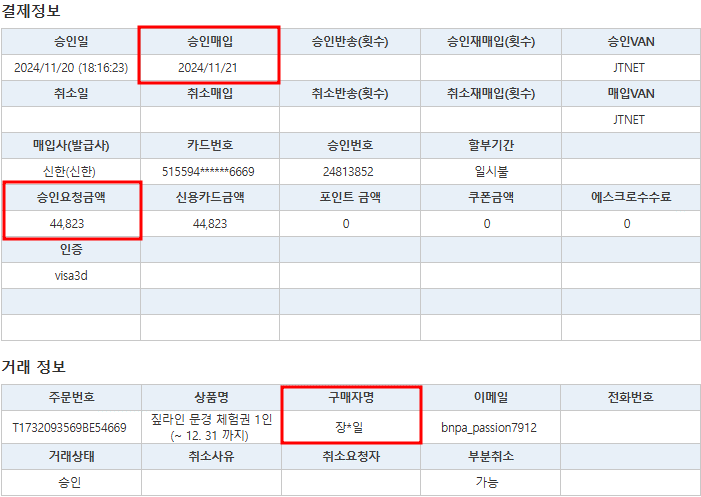 결제정보
승인일 승인매입 승인반송(횟수) 승인재매입(횟수) 승인VAN
2024/11/20 (18:16:23) 2024/11/21 JTNET
취소일 취소매입 취소반송(횟수) 취소재매입(횟수) 매입VAN
JTNET
매입사(발급사) 카드번호 승인번호 할부기간
신한(신한) 515594******6669 24813852 일시불
승인요청금액 신용카드금액 포인트 금액 쿠폰금액 에스크로수수료
44,823 44,823 0 0 0
인증
visa3d
거래 정보
주문번호 상품명 구매자명 이메일 전화번호
T1732093569BE54669 짚라인 문경 체험권 1인 장*일 bnpa_passion7912
(~ 12. 31 까지)
거래상태 취소사유 취소요청자 부분취소
승인 가능